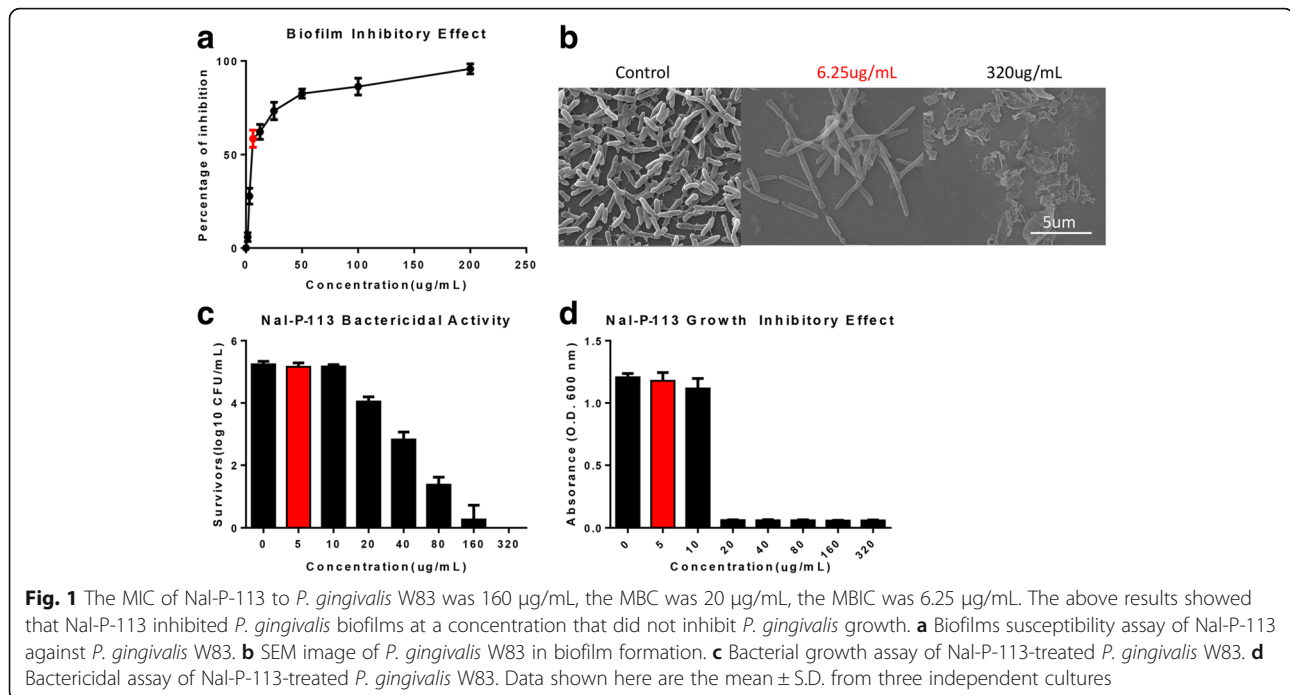 a
Biofilm Inhibitory Effect
100
50
0
Percentage of inhibition
0 50 100 150 200 250
Concentration(ug/mL)
b
Control 6.25ug/mL 320ug/mL
5um
c
Nal-P-113 Bactericidal Activity
6
4
2
0
Survivors(log10 CFU/mL)
0 5 10 20 40 80 160 320
Concentration(ug/mL)
d
Nal-P-113 Growth Inhibitory Effect
1.5
1.0
0.5
0.0
Absorance (O.D. 600 nm)
0 5 10 20 40 80 160 320
Concentration(ug/mL)
Fig. 1 The MIC of Nal-P-113 to P. gingivalis W83 was 160 μg/mL, the MBC was 20 μg/mL, the MBIC was 6.25 μg/mL. The above results showed
that Nal-P-113 inhibited P. gingivalis biofilms at a concentration that did not inhibit P. gingivalis growth. a Biofilms susceptibility assay of Nal-P-113
against P. gingivalis W83. b SEM image of P. gingivalis W83 in biofilm formation. c Bacterial growth assay of Nal-P-113-treated P. gingivalis W83. d
Bactericidal assay of Nal-P-113-treated P. gingivalis W83. Data shown here are the mean ± S.D. from three independent cultures